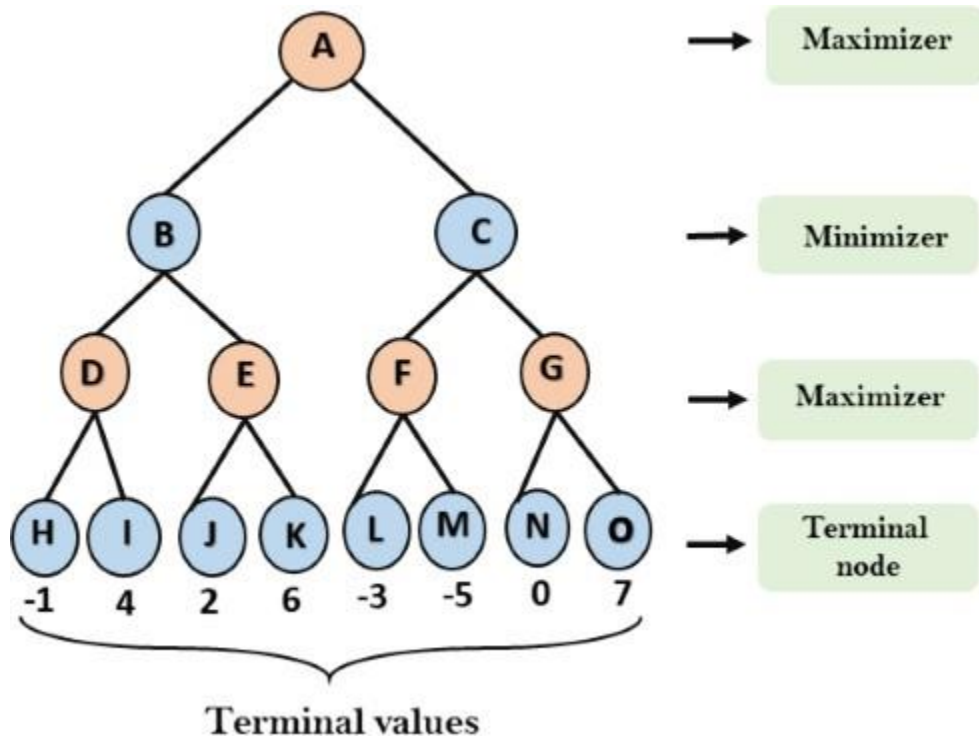 A
Maximizer
B
C
Minimizer
D
E
F
G
Maximizer
H
I
J
K
L
M
N
O
Terminal
node
-1
4
2
6
-3
-5
0
7
Terminal values